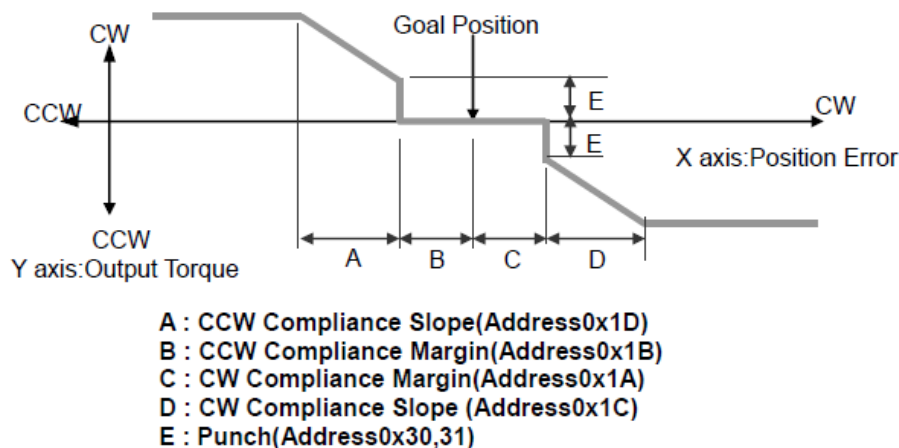 Goal Position
CW
E
CCW
CW
E
X axis:Position Error
CCW
Y axis:Output Torque
A
B
C
D
A : CCW Compliance Slope(Address0x1D)
B : CCW Compliance Margin(Address0x1B)
C : CW Compliance Margin(Address0x1A)
D : CW Compliance Slope (Address0x1C)
E : Punch(Address0x30,31)